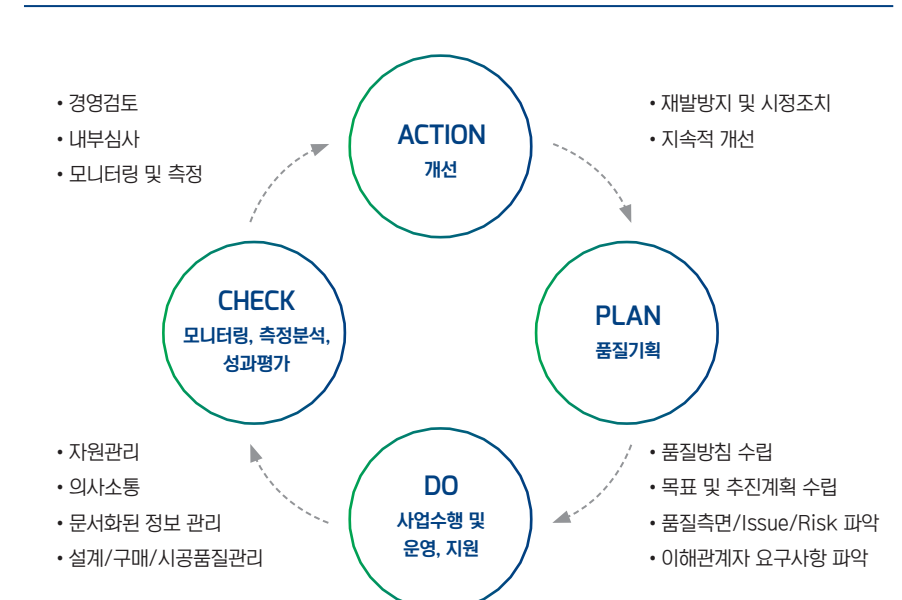 • 경영검토
• 내부심사
• 모니터링 및 측정
ACTION
개선
• 재발방지 및 시정조치
• 지속적 개선
CHECK
모니터링, 측정분석,
성과평가
PLAN
품질기획
• 자원관리
• 의사소통
• 문서화된 정보 관리
• 설계/구매/시공품질관리
DO
사업수행 및
운영, 지원
• 품질방침 수립
• 목표 및 추진계획 수립
• 품질측면/Issue/Risk 파악
• 이해관계자 요구사항 파악